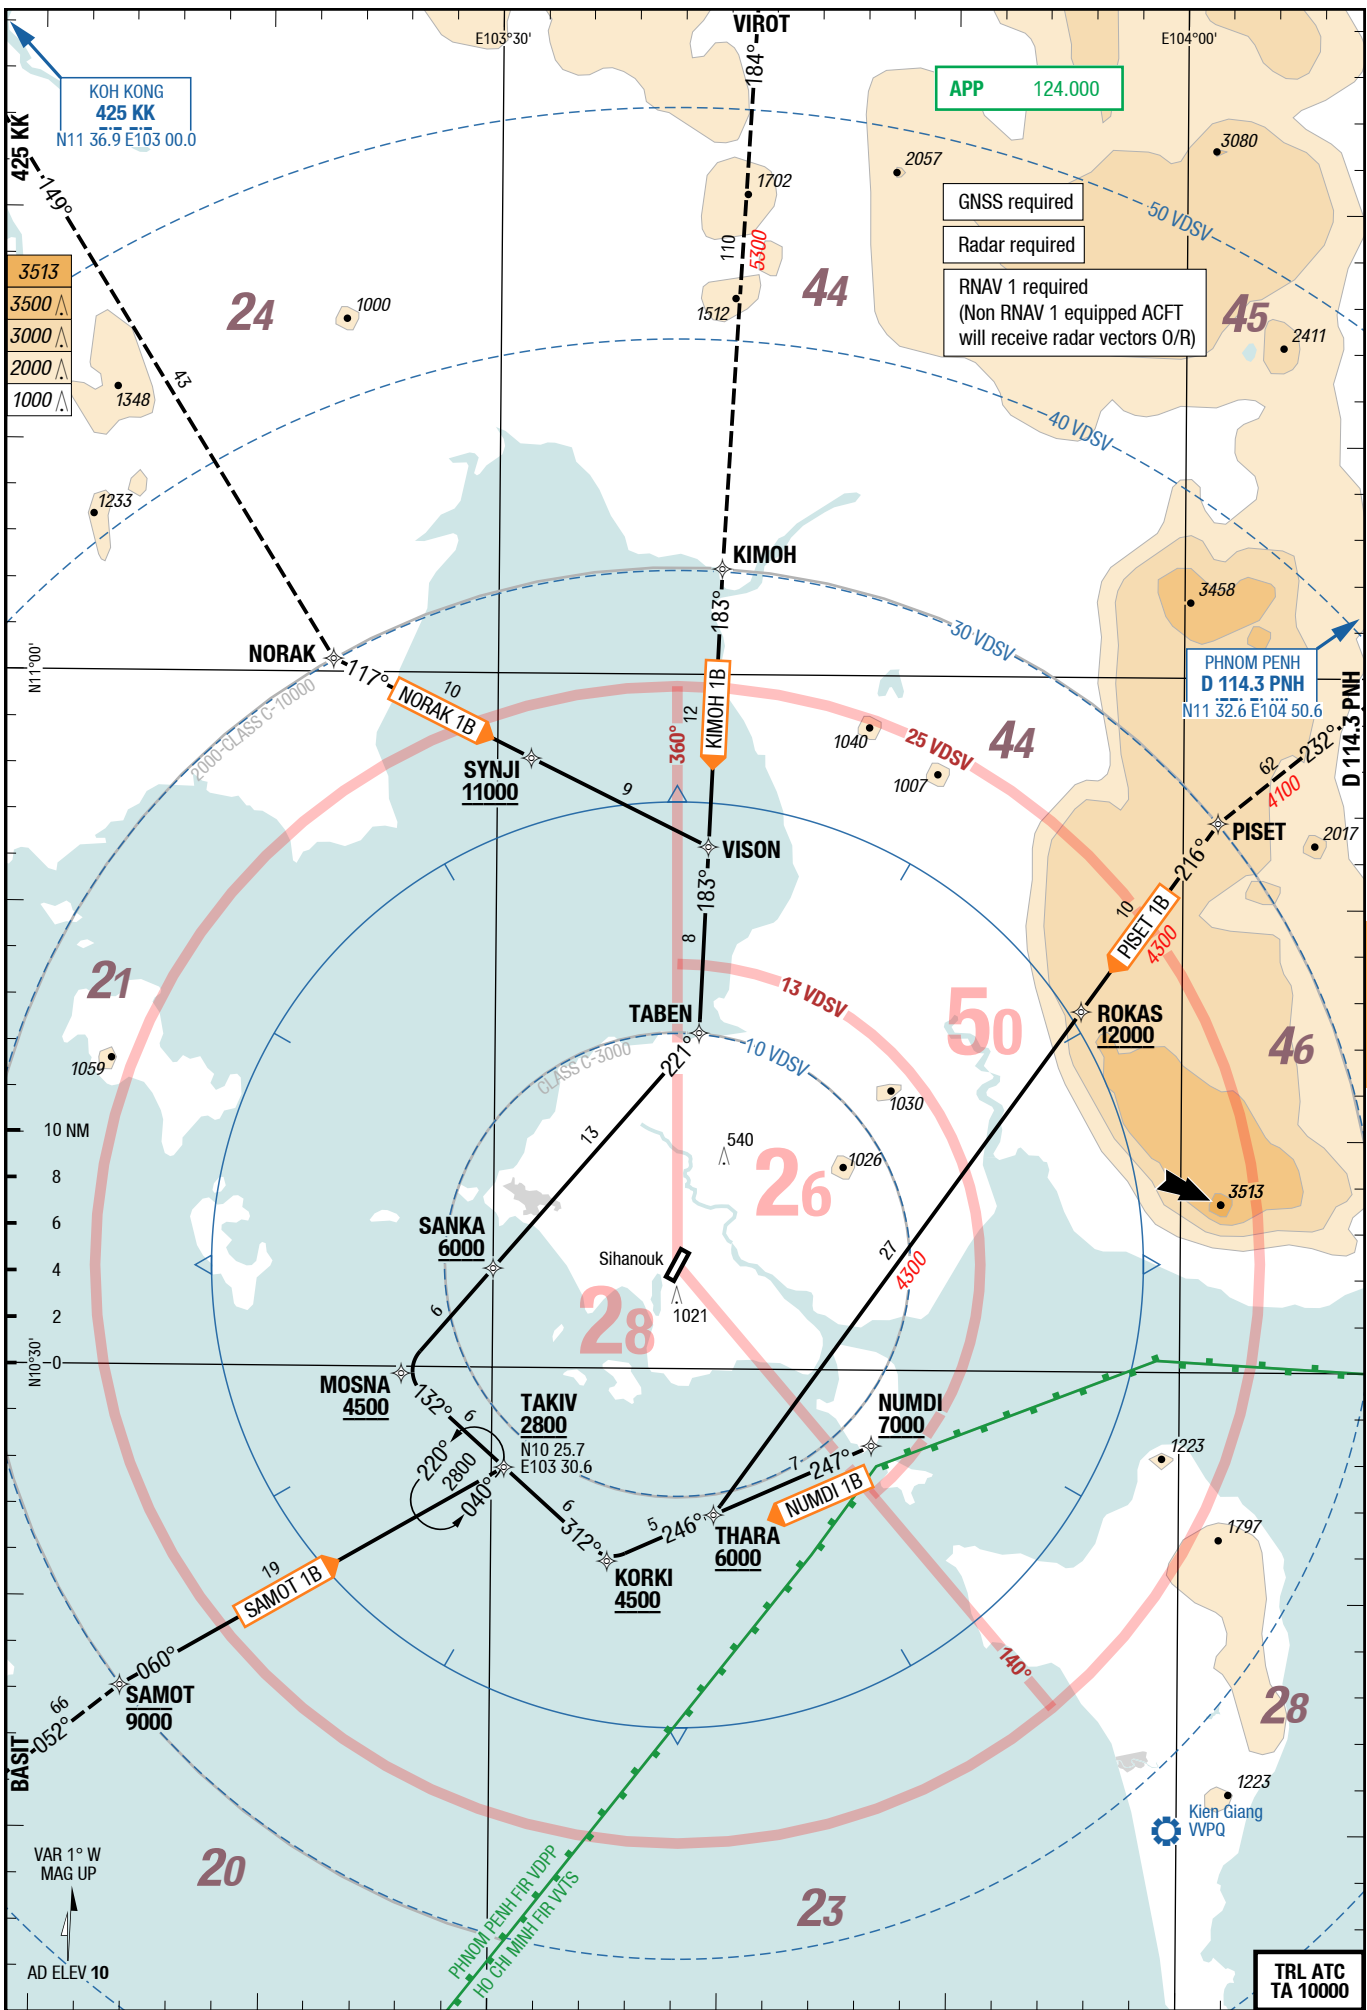 VIROT
E103°30'
E104°00'
184°
KOH KONG
425 KK
N11 36.9 E103 00.0
APP 124.000
425 KK
149°
3080
2057
1702
GNSS required
50 VDSV
Radar required
110
5300
3513
3500
3000
2000
1000
RNAV 1 required
(Non RNAV 1 equipped ACFT
will receive radar vectors O/R)
24
1000
44
1512
45
2411
43
1348
40 VDSV
1233
KIMOH
3458
183°
30 VDSV
NORAK
N11°00'
117°
10
NORAK 1B
2000-CLASS C-10000
12
KIMOH 1B
360°
PHNOM PENH
D 114.3 PNH
N11 32.6 E104 50.6
D 114.3 PNH
1040
25 VDSV
44
232°
62
4100
SYNJI
11000
9
1007
PISET
2017
VISON
216°
183°
10
PISET 1B
4300
8
21
13 VDSV
50
TABEN
ROKAS
12000
221°
10 VDSV
CLASS C-3000
46
1059
1030
10 NM
8
6
4
2
0
13
540
1026
26
3513
SANKA
6000
Sihanouk
27
4300
6
1021
28
N10°30'
MOSNA
4500
132°
6
TAKIV
2800
N10 25.7
E103 30.6
NUMDI
7000
220°
2800
040°
7
247°
NUMDI 1B
1223
6
312°
5
246°
THARA
6000
1797
KORKI
4500
19
SAMOT 1B
060°
140°
SAMOT
9000
66
052°
BASIT
28
1223
Kien Giang
VVPQ
VAR 1° W
MAG UP
20
23
PHNOM PENH FIR VDPP
HO CHI MINH FIR VVTS
AD ELEV 10
TRL ATC
TA 10000